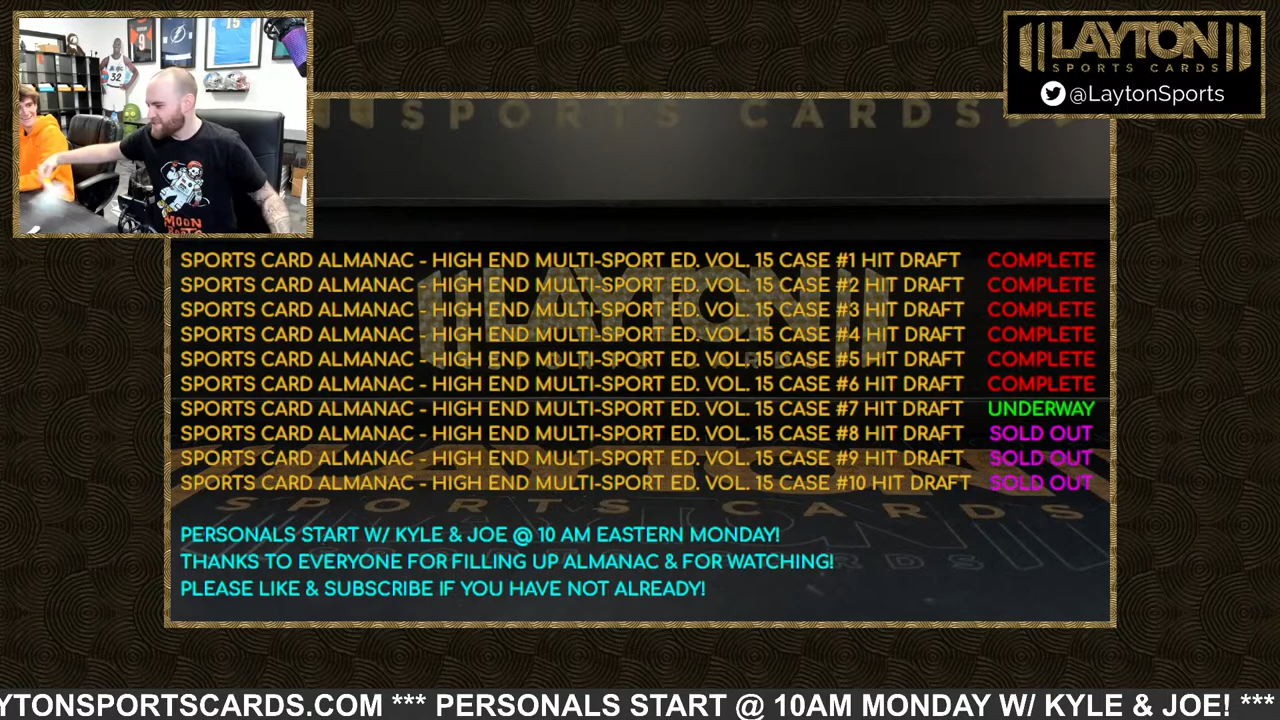 LAYTON
SPORTS CARDS
@LaytonSports
SPORTS CARDS
9
15
MAGIC
32
MOON
SPORTS CARD ALMANAC - HIGH END MULTI-SPORT ED. VOL. 15 CASE #1 HIT DRAFT COMPLETE
SPORTS CARD ALMANAC - HIGH END MULTI-SPORT ED. VOL. 15 CASE #2 HIT DRAFT COMPLETE
SPORTS CARD ALMANAC - HIGH END MULTI-SPORT ED. VOL. 15 CASE #3 HIT DRAFT COMPLETE
SPORTS CARD ALMANAC - HIGH END MULTI-SPORT ED. VOL. 15 CASE #4 HIT DRAFT COMPLETE
SPORTS CARD ALMANAC - HIGH END MULTI-SPORT ED. VOL. 15 CASE #5 HIT DRAFT COMPLETE
SPORTS CARD ALMANAC - HIGH END MULTI-SPORT ED. VOL. 15 CASE #6 HIT DRAFT COMPLETE
SPORTS CARD ALMANAC - HIGH END MULTI-SPORT ED. VOL. 15 CASE #7 HIT DRAFT UNDERWAY
SPORTS CARD ALMANAC - HIGH END MULTI-SPORT ED. VOL. 15 CASE #8 HIT DRAFT SOLD OUT
SPORTS CARD ALMANAC - HIGH END MULTI-SPORT ED. VOL. 15 CASE #9 HIT DRAFT SOLD OUT
SPORTS CARD ALMANAC - HIGH END MULTI-SPORT ED. VOL. 15 CASE #10 HIT DRAFT SOLD OUT
SPORTS CARDS
PERSONALS START W/ KYLE & JOE @ 10 AM EASTERN MONDAY!
THANKS TO EVERYONE FOR FILLING UP ALMANAC & FOR WATCHING!
PLEASE LIKE & SUBSCRIBE IF YOU HAVE NOT ALREADY!
YTONSPORTSCARDS.COM *** PERSONALS START @ 10AM MONDAY W/ KYLE & JOE! ***